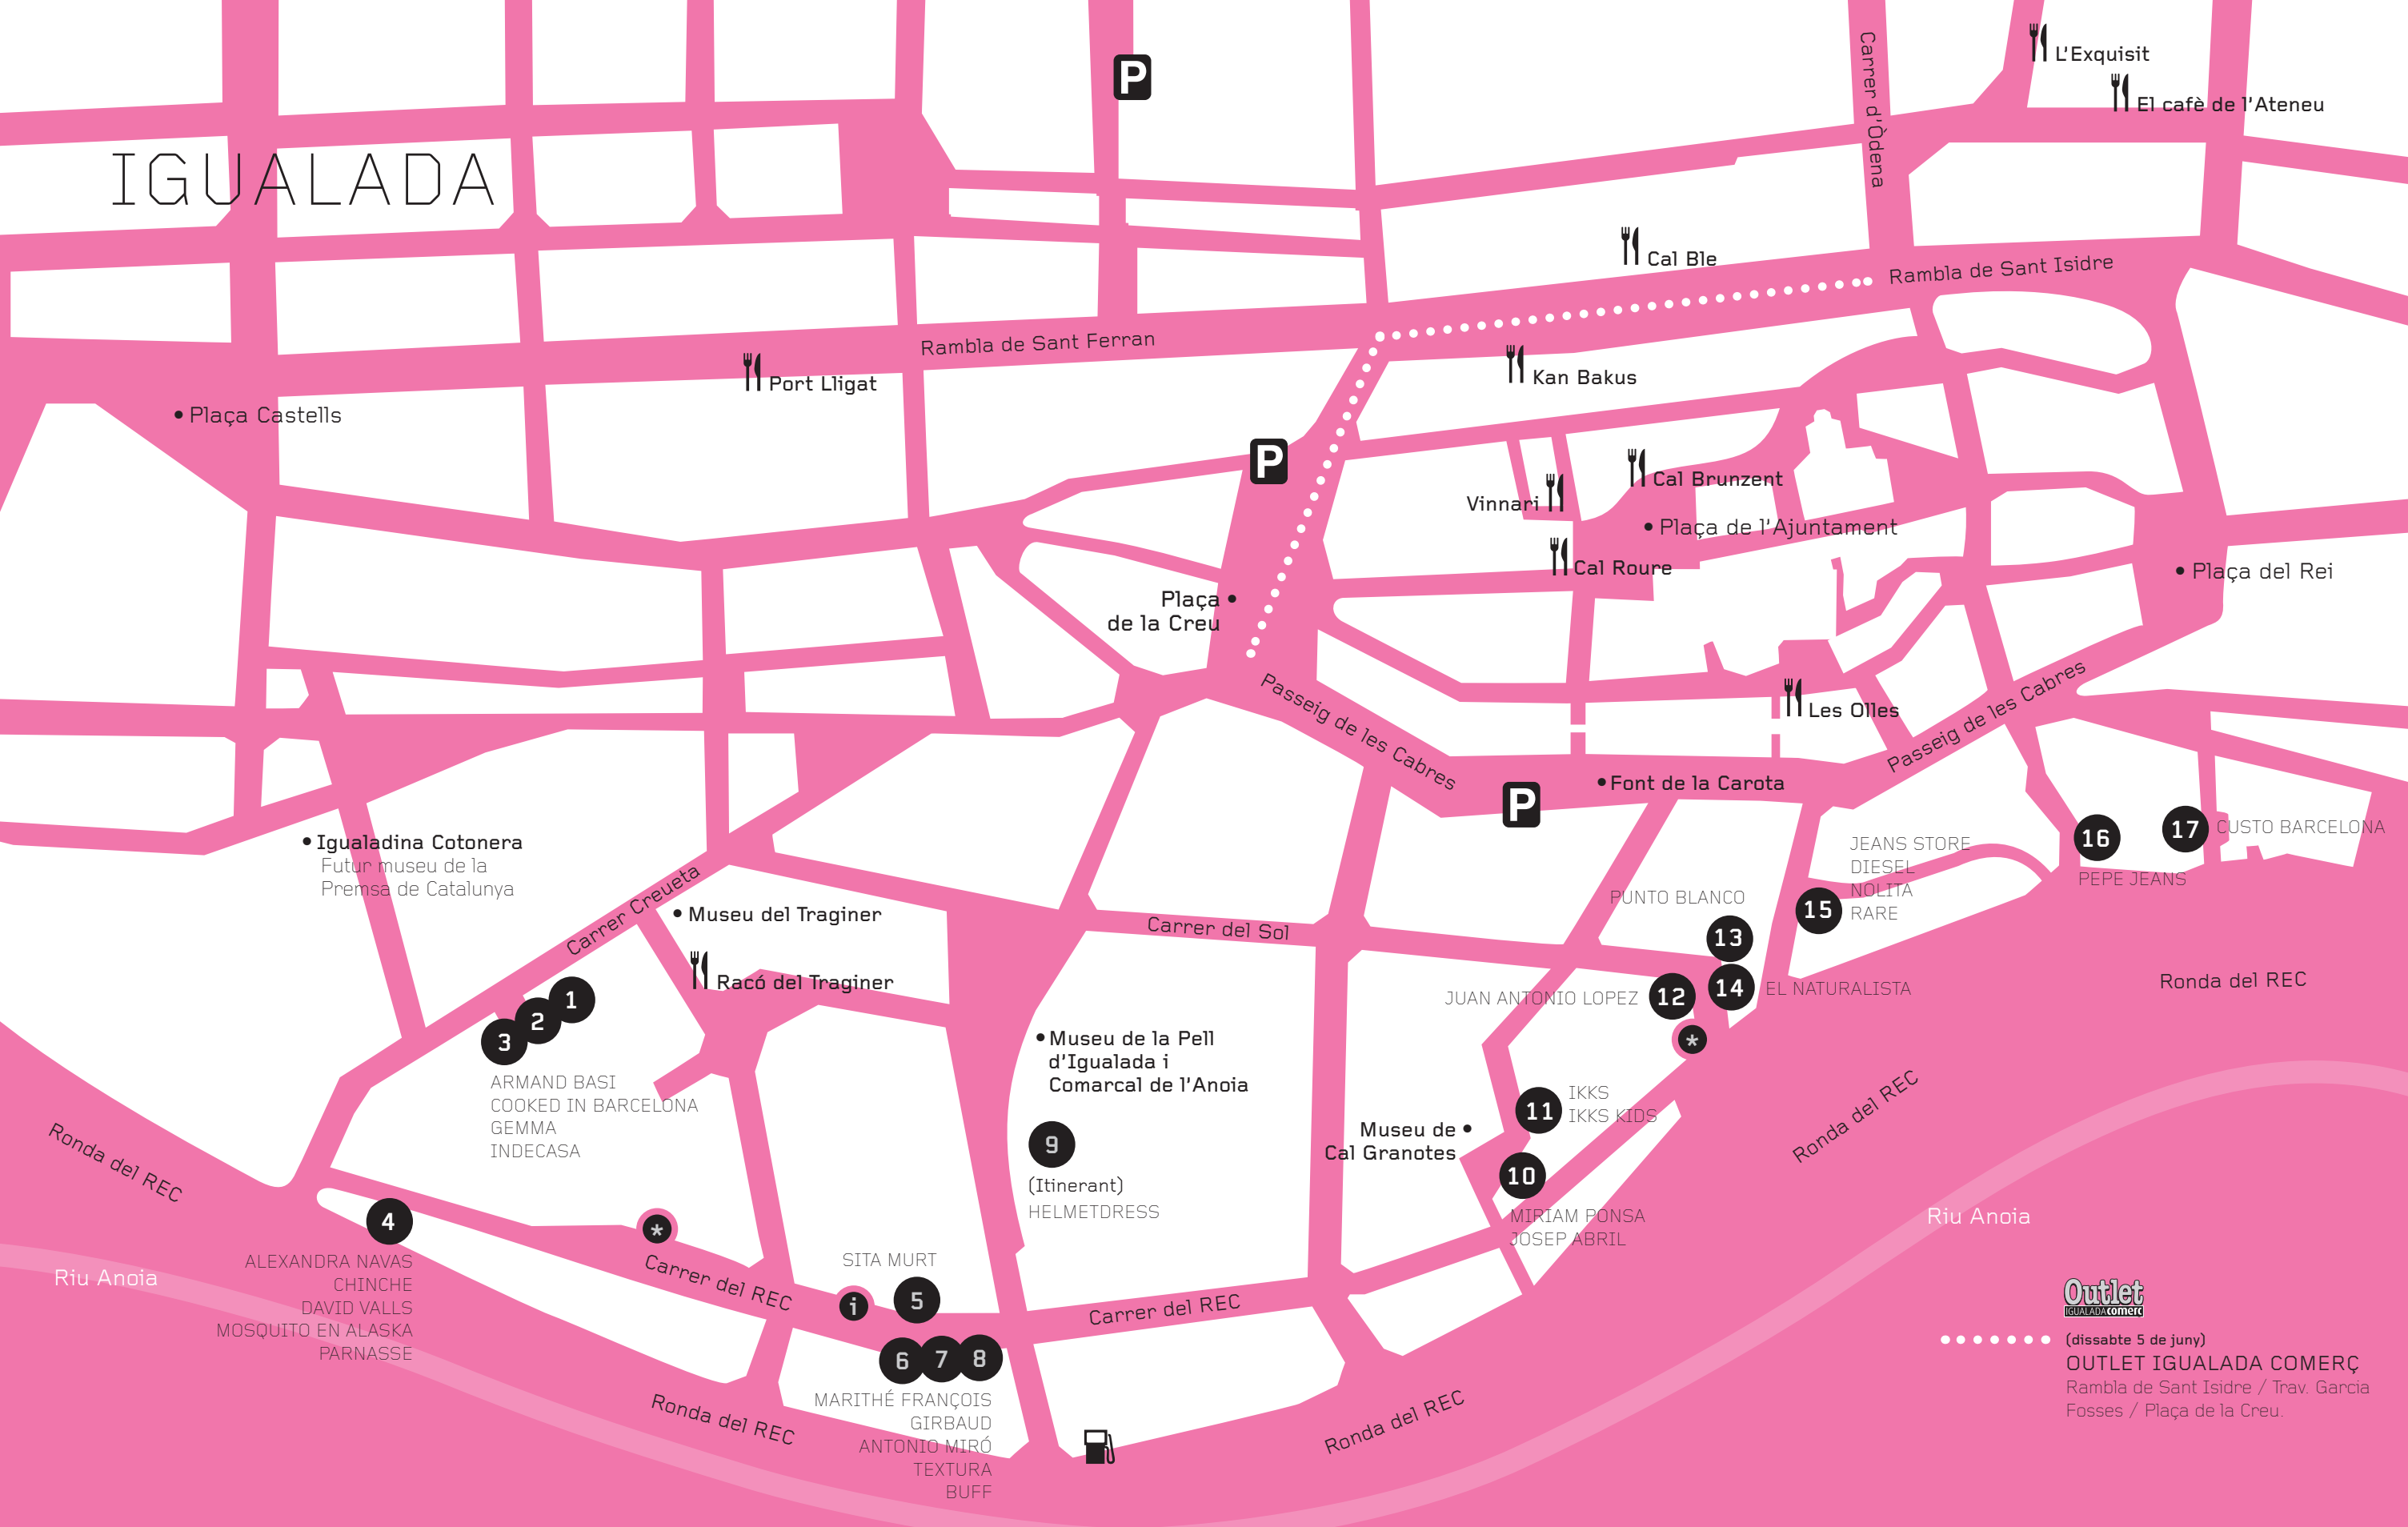 IGUALADA
P
Carrer d'Òdena
L'Exquisit
El cafè de l'Ateneu
Cal Ble
Rambla de Sant Isidre
Rambla de Sant Ferran
Port Lligat
Kan Bakus
Plaça Castells
P
Cal Brunzent
Vinnari
Plaça de l'Ajuntament
Cal Roure
Plaça del Rei
Plaça
de la Creu
Passeig de les Cabres
Les Olles
Passeig de les Cabres
Font de la Carota
P
Igualadina Cotonera
Futur museu de la
Premsa de Catalunya
Carrer Creueta
Museu del Traginer
Racó del Traginer
Carrer del Sol
JEANS STORE
DIESEL
NOLITA
RARE
15
16
PEPE JEANS
17
CUSTO BARCELONA
PUNTO BLANCO
13
JUAN ANTONIO LOPEZ
12
14
EL NATURALISTA
*
Ronda del REC
1
2
3
ARMAND BASI
COOKED IN BARCELONA
GEMMA
INDECASA
Museu de la Pell
d'Igualada i
Comarcal de l'Anoia
9
(Itinerant)
HELMETDRESS
11
IKKS
IKKS KIDS
Museu de
Cal Granotes
10
MIRIAM PONSA
JOSEP ABRIL
Ronda del REC
Ronda del REC
4
ALEXANDRA NAVAS
CHINCHE
DAVID VALLS
MOSQUITO EN ALASKA
PARNASSE
Riu Anoia
*
Carrer del REC
SITA MURT
i
5
Carrer del REC
6
7
8
MARITHÉ FRANÇOIS
GIRBAUD
ANTONIO MIRÓ
TEXTURA
BUFF
Ronda del REC
Ronda del REC
Riu Anoia
Outlet
IGUALADAcomerç
(dissabte 5 de juny)
OUTLET IGUALADA COMERÇ
Rambla de Sant Isidre / Trav. Garcia
Fosses / Plaça de la Creu.